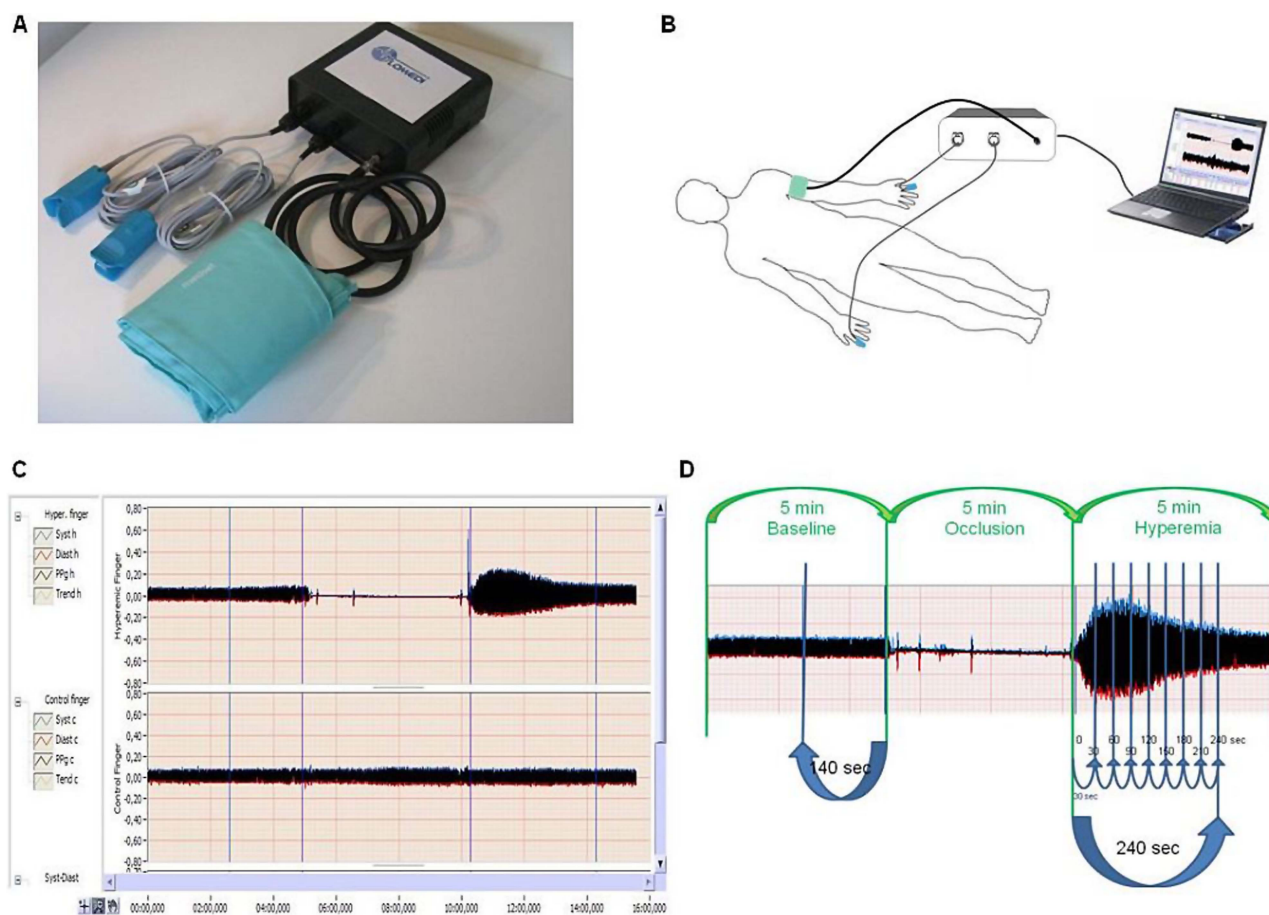 A
B
FLOMEDI
C
Hyper. finger
Syst h
Diast h
PPg h
Trend h
Hyperemic Finger
0,80
0,60
0,40
0,20
0,00
-0,20
-0,40
-0,60
-0,80
Control finger
Syst c
Diast c
PPg c
Tend c
Control Finger
0,80
0,60
0,40
0,20
0,00
-0,20
-0,40
-0,60
-0,80
Syst-Diast
00:00,000 02:00,000 04:00,000 06:00,000 08:00,000 10:00,000 12:00,000 14:00,000 16:00,000
D
5 min
Baseline
5 min
Occlusion
5 min
Hyperemia
140 sec
0 30 60 90 120 150 180 210 240 sec
240 sec